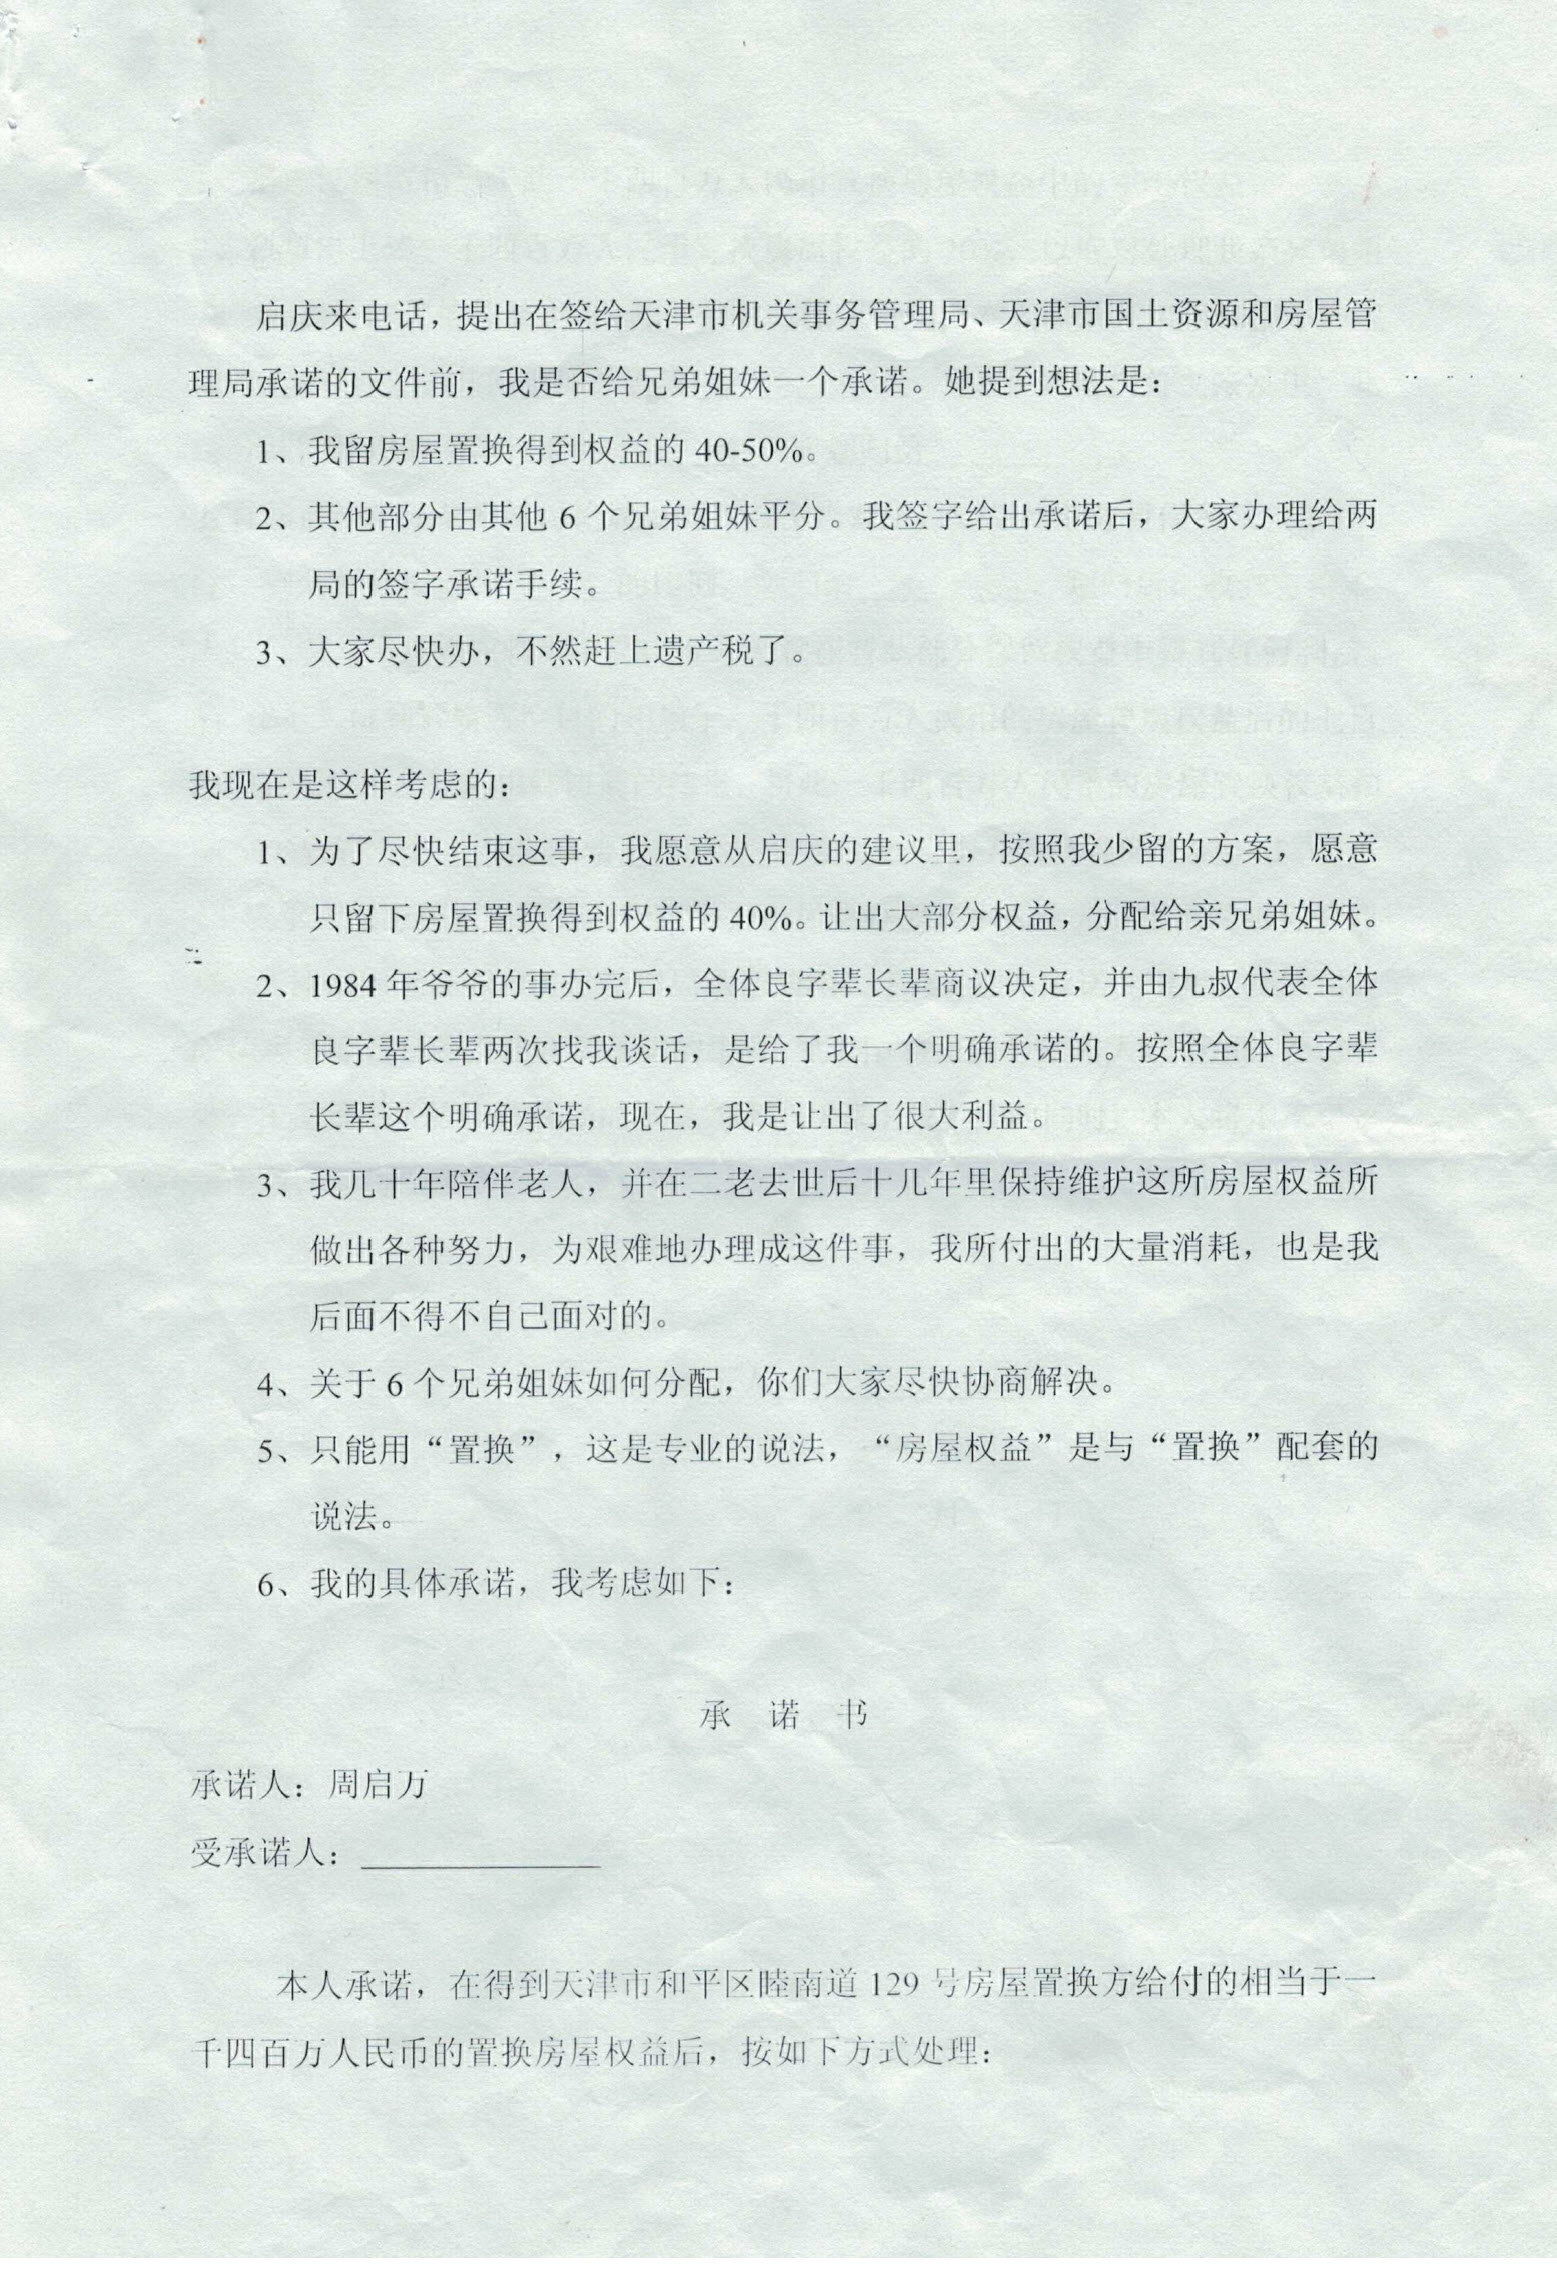 启庆来电话，提出在签给天津市机关事务管理局、天津市国土资源和房屋管
理局承诺的文件前，我是否给兄弟姐妹一个承诺。她提到想法是：
1、我留房屋置换得到权益的 40-50%。
2、其他部分由其他 6 个兄弟姐妹平分。我签字给出承诺后，大家办理给两
局的签字承诺手续。
3、大家尽快办，不然赶上遗产税了。
我现在是这样考虑的：
1、为了尽快结束这事，我愿意从启庆的建议里，按照我少留的方案，愿意
只留下房屋置换得到权益的 40%。让出大部分权益，分配给亲兄弟姐妹。
2、1984 年爷爷的事办完后，全体良字辈长辈商议决定，并由九叔代表全体
良字辈长辈两次找我谈话，是给了我一个明确承诺的。按照全体良字辈
长辈这个明确承诺，现在，我是让出了很大利益。
3、我几十年陪伴老人，并在二老去世后十几年里保持维护这所房屋权益所
做出各种努力，为艰难地办理成这件事，我所付出的大量消耗，也是我
后面不得不自己面对的。
4、关于 6 个兄弟姐妹如何分配，你们大家尽快协商解决。
5、只能用“置换”，这是专业的说法，“房屋权益”是与“置换”配套的
说法。
6、我的具体承诺，我考虑如下：
承 诺 书
承诺人：周启万
受承诺人：
本人承诺，在得到天津市和平区睦南道 129 号房屋置换方给付的相当于一
千四百万人民币的置换房屋权益后，按如下方式处理：